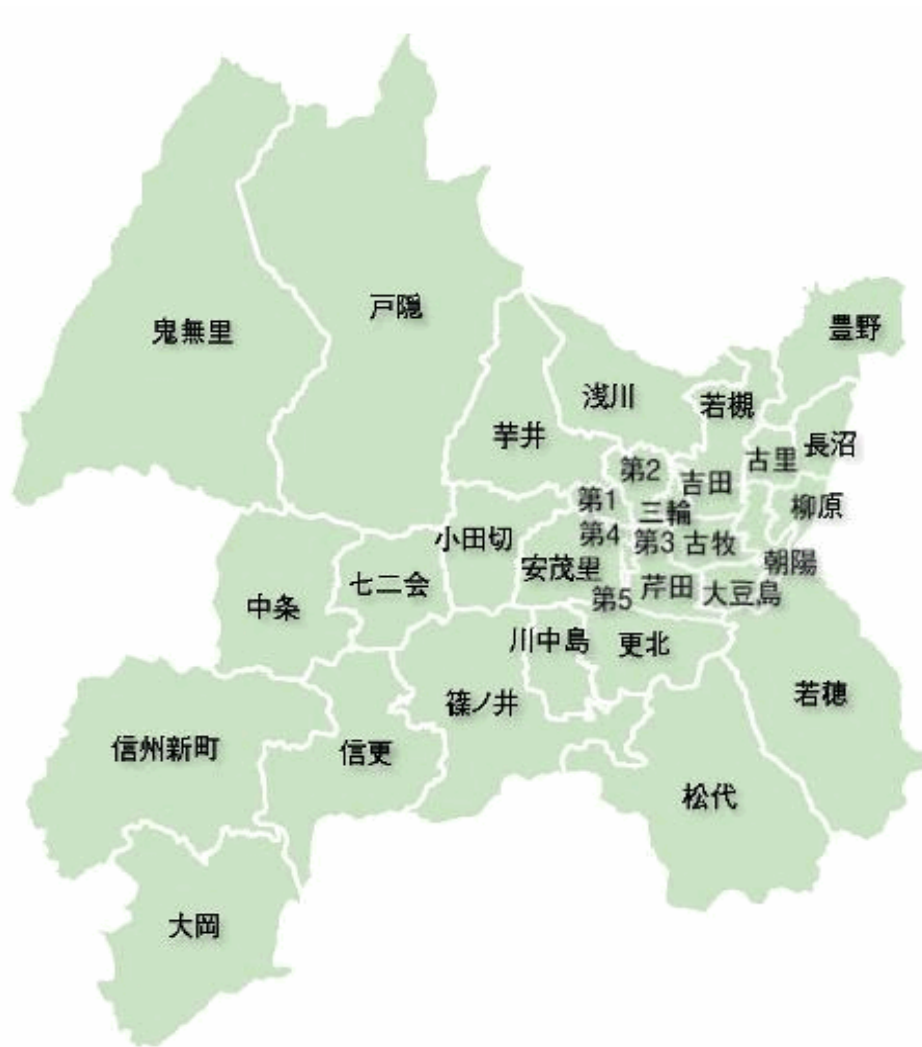 戸隠
鬼無里
豊野
浅川
若槻
芋井
長沼
古里
第2
吉田
第1
柳原
三輪
第4
小田切
第3
古牧
朝陽
安茂里
七二会
芹田
大豆島
第5
中条
川中島
更北
若穂
篠ノ井
信州新町
信更
松代
大岡